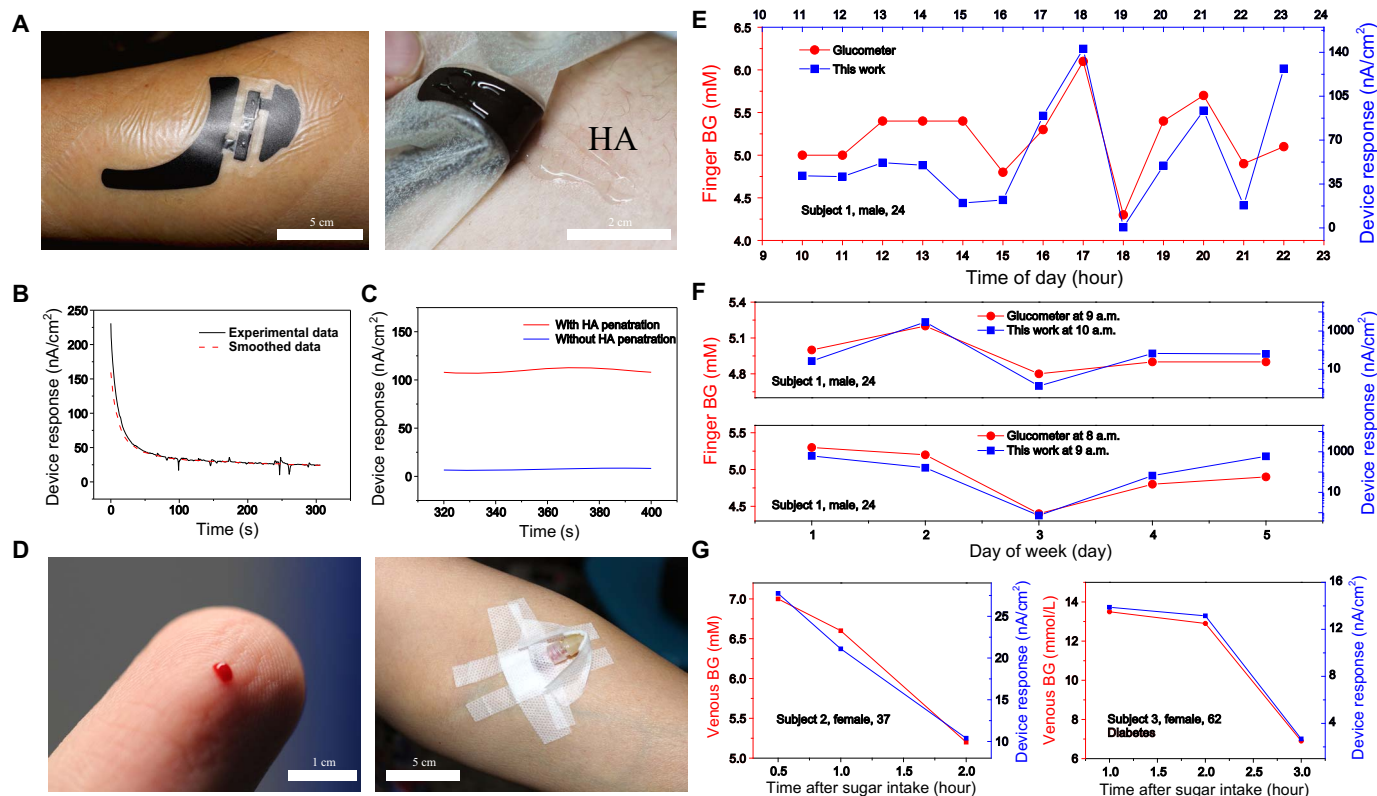 A
5 cm
HA
2 cm
B
250
200
150
100
50
0
Device response (nA/cm²)
Experimental data
Smoothed data
0
100
200
300
Time (s)
C
150
100
50
0
Device response (nA/cm²)
With HA penatration
Without HA penatration
320
340
360
380
400
Time (s)
D
1 cm
5 cm
E
10
11
12
13
14
15
16
17
18
19
20
21
22
23
24
6.5
6.0
5.5
5.0
4.5
4.0
Finger BG (mM)
Glucometer
This work
Subject 1, male, 24
140
105
70
35
0
Device response (nA/cm²)
9
10
11
12
13
14
15
16
17
18
19
20
21
22
23
Time of day (hour)
F
5.4
5.1
4.8
Finger BG (mM)
Glucometer at 9 a.m.
This work at 10 a.m.
Subject 1, male, 24
1000
10
Device response (nA/cm²)
5.5
5.0
4.5
Finger BG (mM)
Glucometer at 8 a.m.
This work at 9 a.m.
Subject 1, male, 24
1000
10
1
2
3
4
5
Day of week (day)
G
7.0
6.5
6.0
5.5
5.0
Venous BG (mM)
Subject 2, female, 37
25
20
15
10
Device response (nA/cm²)
0.5
1.0
1.5
2.0
Time after sugar intake (hour)
14
13
12
11
10
9
8
7
6
Venous BG (mmol/L)
Subject 3, female, 62
Diabetes
16
12
8
4
Device response (nA/cm²)
1.0
1.5
2.0
2.5
3.0
Time after sugar intake (hour)